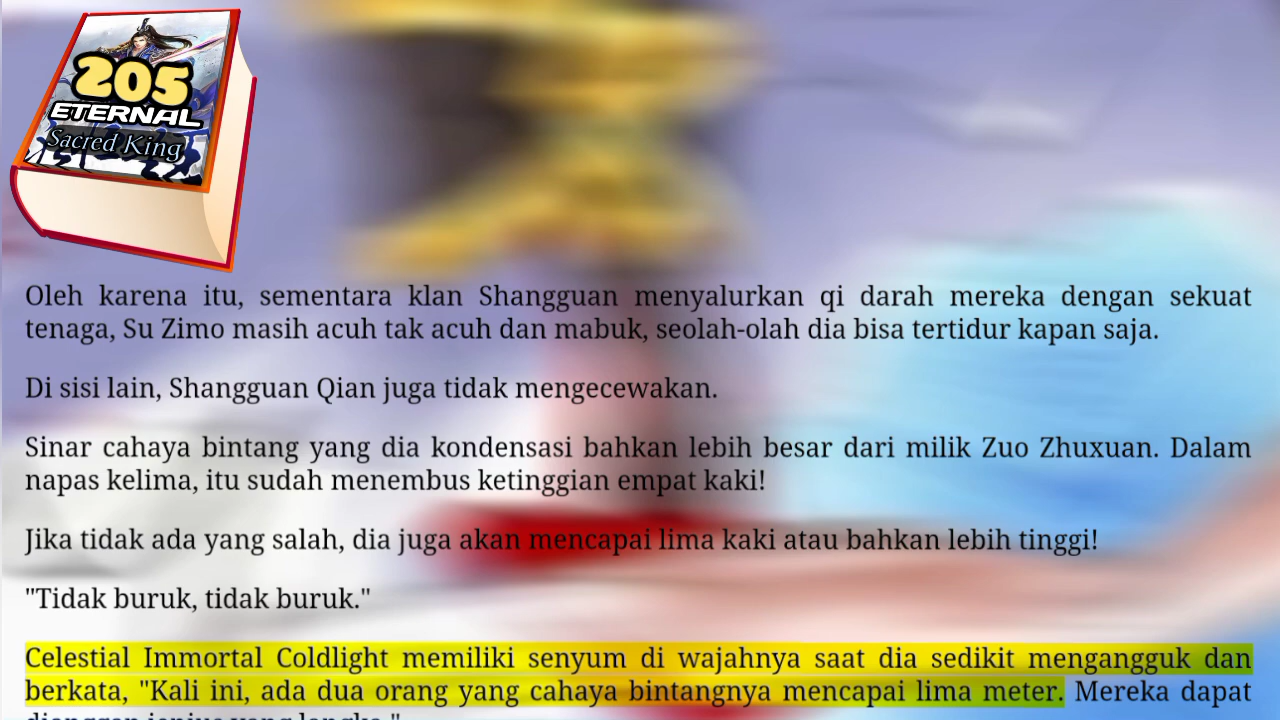 205
ETERNAL
Sacred King
Oleh karena itu, sementara klan Shangguan menyalurkan qi darah mereka dengan sekuat
tenaga, Su Zimo masih acuh tak acuh dan mabuk, seolah-olah dia bisa tertidur kapan saja.
Di sisi lain, Shangguan Qian juga tidak mengecewakan.
Sinar cahaya bintang yang dia kondensasi bahkan lebih besar dari milik Zuo Zhuxuan. Dalam
napas kelima, itu sudah menembus ketinggian empat kaki!
Jika tidak ada yang salah, dia juga akan mencapai lima kaki atau bahkan lebih tinggi!
"Tidak buruk, tidak buruk."
Celestial Immortal Coldlight memiliki senyum di wajahnya saat dia sedikit mengangguk dan
berkata, "Kali ini, ada dua orang yang cahaya bintangnya mencapai lima meter. Mereka dapat